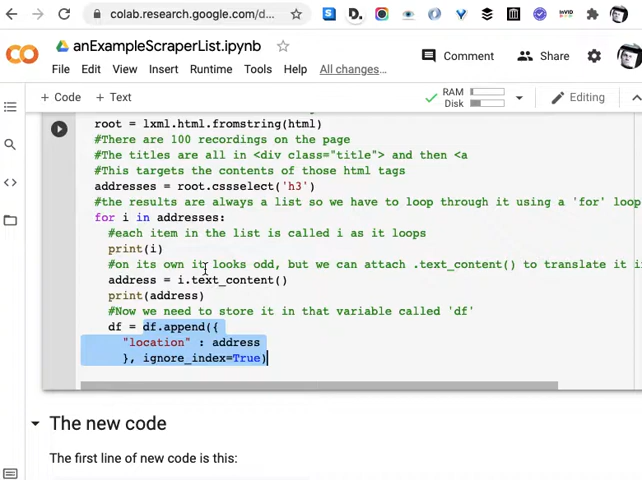 colab.research.google.com/d...
anExampleScraperList.ipynb
Comment
Share
File Edit View Insert Runtime Tools Help All changes...
+ Code + Text
RAM
Disk
Editing
root = lxml.html.fromstring(html)
#There are 100 recordings on the page
#The titles are all in <div class="title"> and then <a
#This targets the contents of those html tags
addresses = root.cssselect('h3')
#the results are always a list so we have to loop through it using a 'for' loop
for i in addresses:
#each item in the list is called i as it loops
print(i)
#on its own it looks odd, but we can attach .text_content() to translate it i
address = i.text_content()
print(address)
#Now we need to store it in that variable called 'df'
df = df.append({
"location" : address
}, ignore_index=True)
The new code
The first line of new code is this: